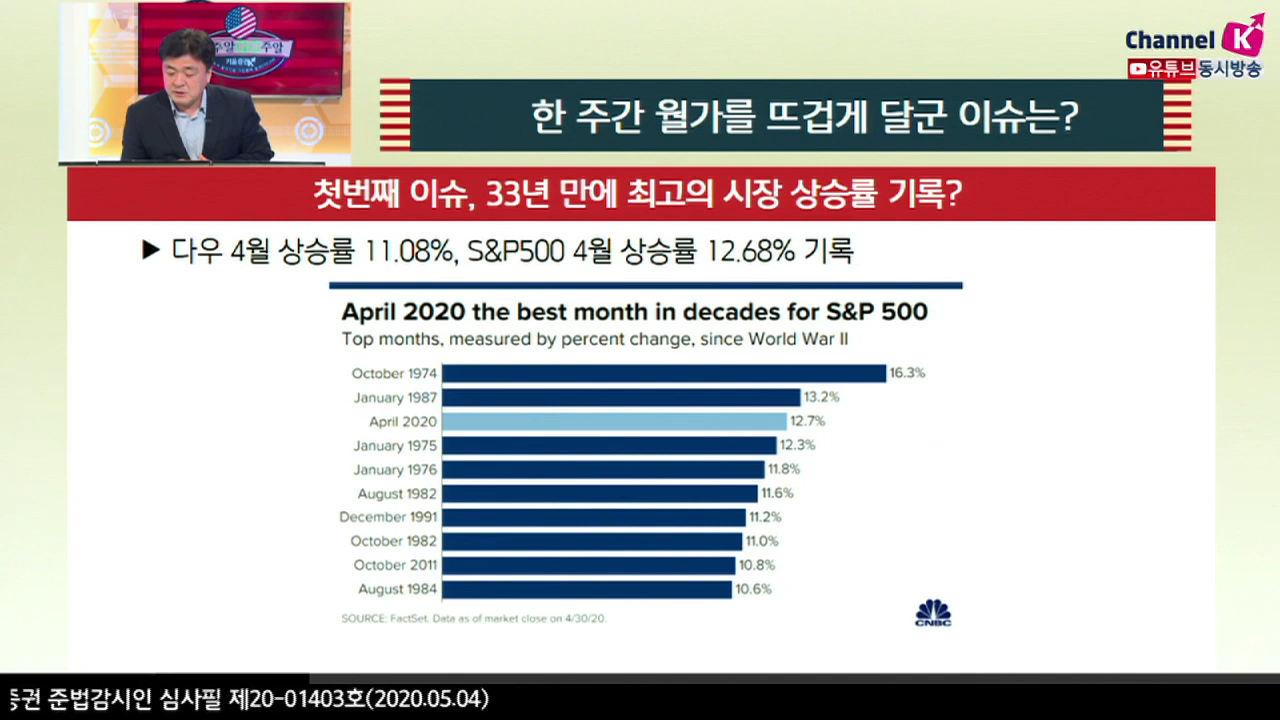 Channel K
유튜브 동시방송
한 주간 월가를 뜨겁게 달군 이슈는?
첫번째 이슈, 33년 만에 최고의 시장 상승률 기록?
▶ 다우 4월 상승률 11.08%, S&P500 4월 상승률 12.68% 기록
April 2020 the best month in decades for S&P 500
Top months, measured by percent change, since World War II
October 1974 16.3%
January 1987 13.2%
April 2020 12.7%
January 1975 12.3%
January 1976 11.8%
August 1982 11.6%
December 1991 11.2%
October 1982 11.0%
October 2011 10.8%
August 1984 10.6%
SOURCE: FactSet. Data as of market close on 4/30/20.
CNBC
준법감시인 심사필 제20-01403호(2020.05.04)